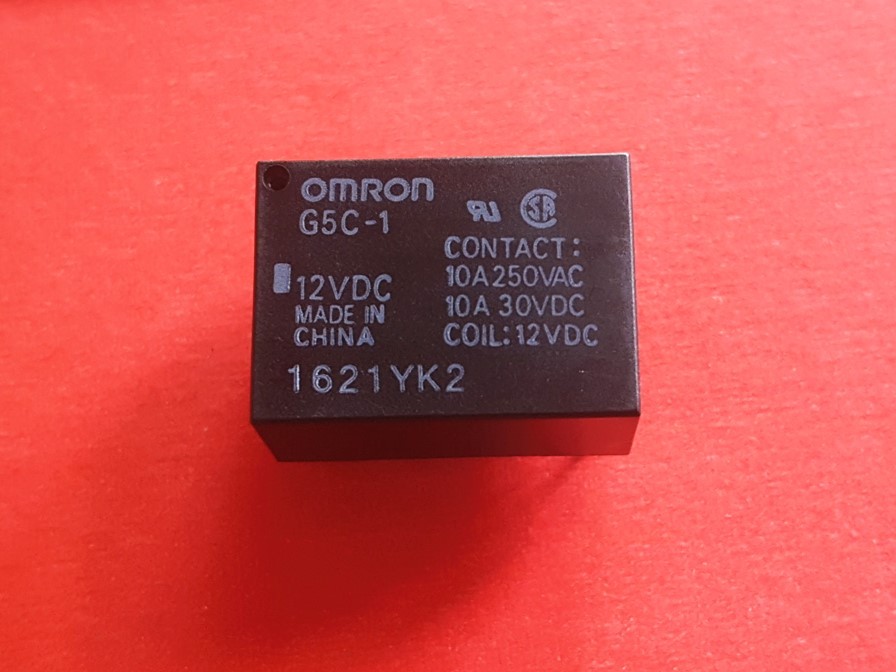 OMRON
G5C-1
CONTACT:
10A250VAC
10A 30VDC
COIL:12VDC
12VDC
MADE IN
CHINA
1621YK2